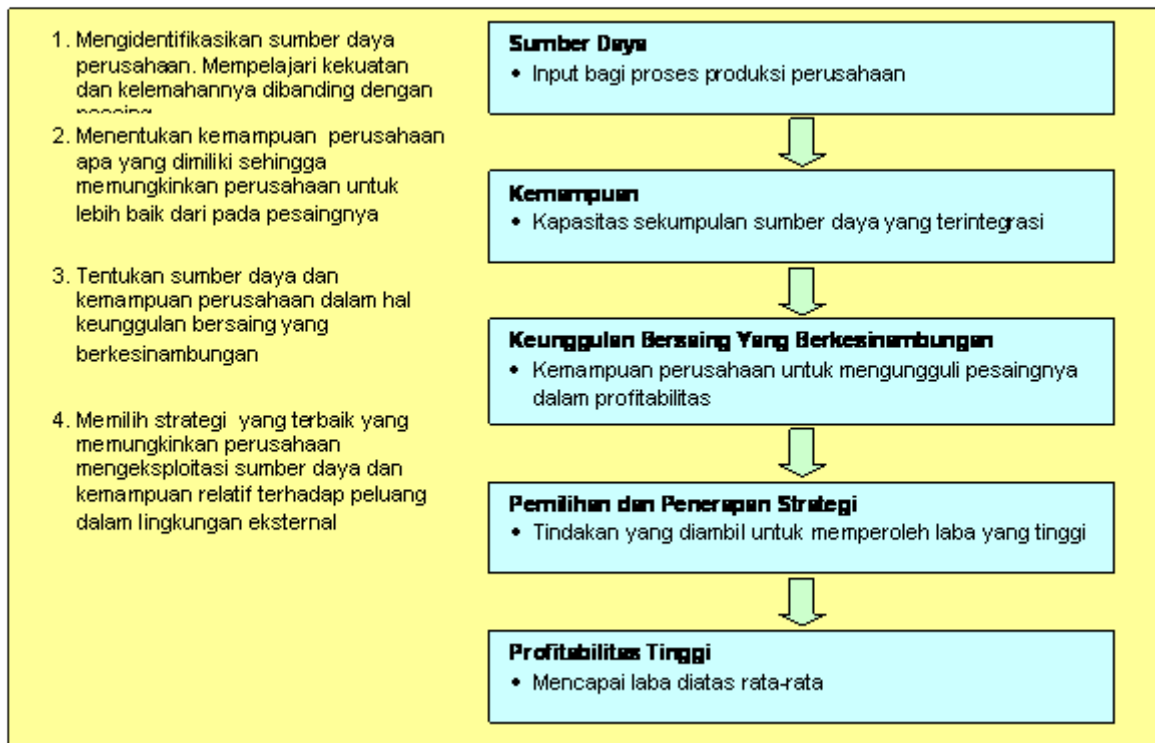 1. Mengidentifikasikan sumber daya
perusahaan. Mempelajari kekuatan
dan kelemahannya dibanding dengan
2. Menentukan kemampuan perusahaan
apa yang dimiliki sehingga
memungkinkan perusahaan untuk
lebih baik dari pada pesaingnya
3. Tentukan sumber daya dan
kemampuan perusahaan dalam hal
keunggulan bersaing yang
berkesinambungan
4. Memilih strategi yang terbaik yang
memungkinkan perusahaan
mengeksploitasi sumber daya dan
kemampuan relatif terhadap peluang
dalam lingkungan eksternal
Sumber Daya
• Input bagi proses produksi perusahaan
Kemampuan
• Kapasitas sekumpulan sumber daya yang terintegrasi
Keunggulan Bersaing Yang Berkesinambungan
• Kemampuan perusahaan untuk mengungguli pesaingnya
dalam profitabilitas
Pemilihan dan Penerapan Strategi
• Tindakan yang diambil untuk memperoleh laba yang tinggi
Profitabilitas Tinggi
• Mencapai laba diatas rata-rata